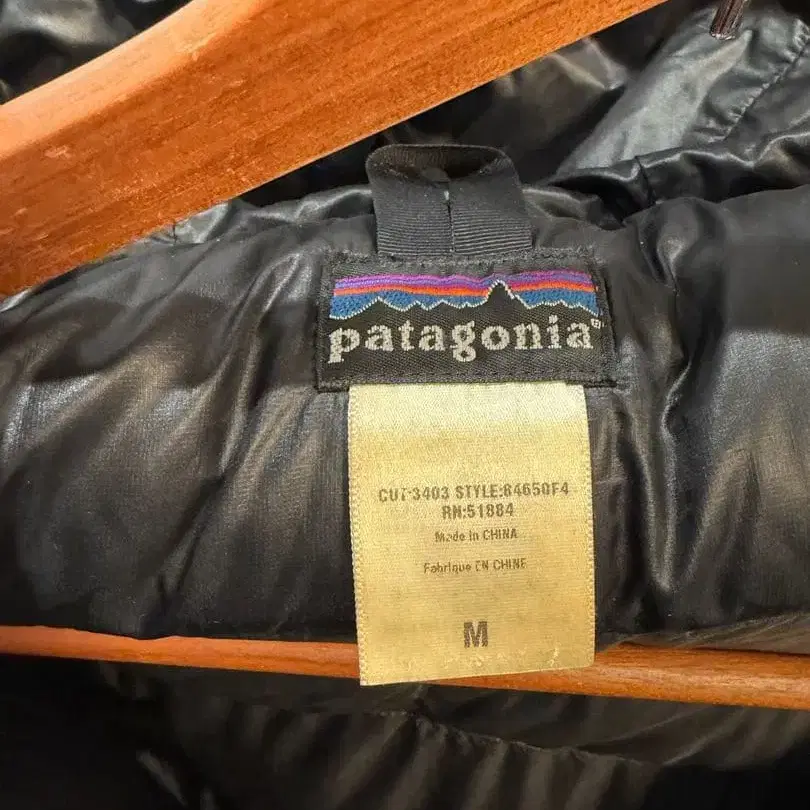 patagonia®
CUT:3403 STYLE:84650F4
RN:51884
Made in CHINA
Fabrique EN CHINE
M